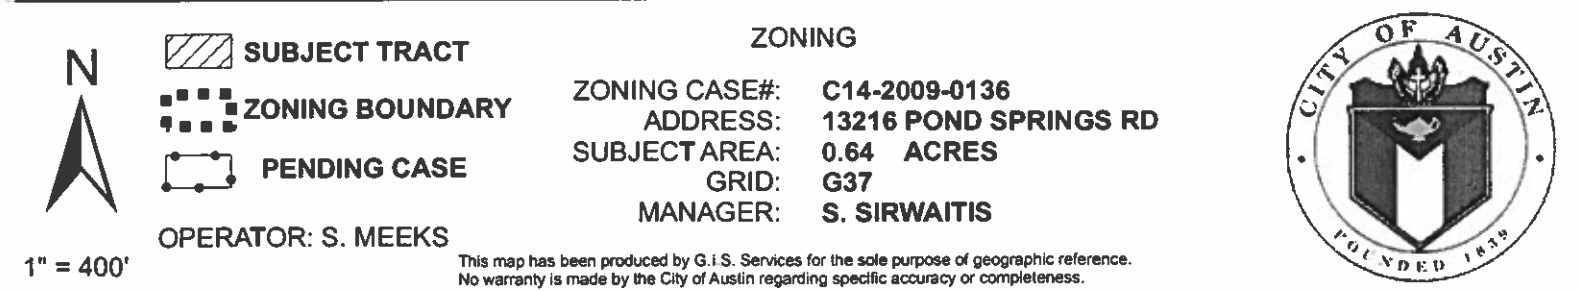 N
1" = 400'
SUBJECT TRACT
ZONING BOUNDARY
PENDING CASE
OPERATOR: S. MEEKS
ZONING
ZONING CASE#: C14-2009-0136
ADDRESS: 13216 POND SPRINGS RD
SUBJECT AREA: 0.64 ACRES
GRID: G37
MANAGER: S. SIRWAITIS
This map has been produced by G.I.S. Services for the sole purpose of geographic reference.
No warranty is made by the City of Austin regarding specific accuracy or completeness.
CITY OF AUSTIN
FOUNDED 1839